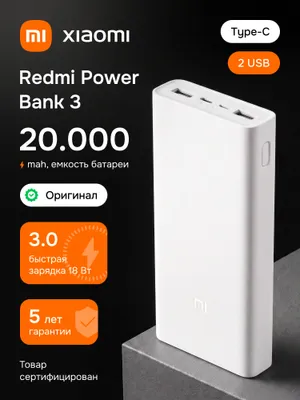 mi xiaomi
Type-C
2 USB
Redmi Power
Bank 3
20.000
mah, емкость батареи
Оригинал
3.0
быстрая
зарядка 18 Вт
5 лет
гарантии
Товар
сертифицирован
mi